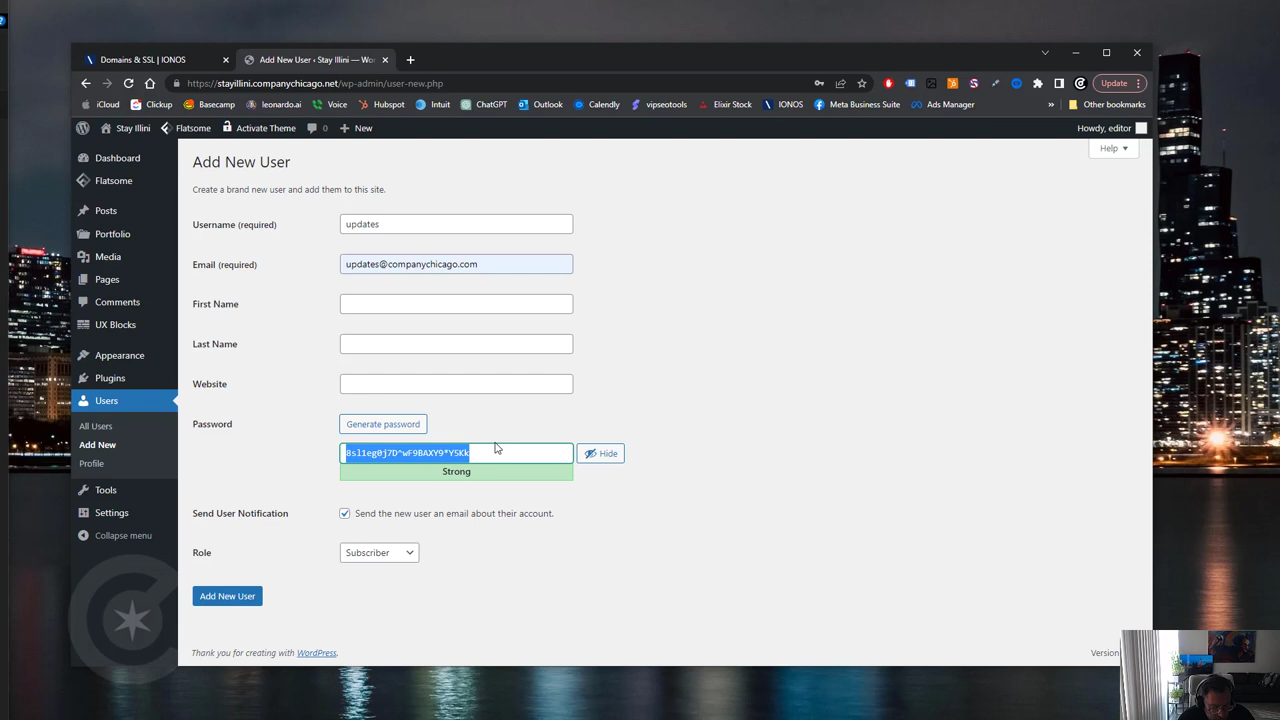 Domains & SSL | IONOS
Add New User ‹ Stay Illini — Wo
https://stayillini.companychicago.net/wp-admin/user-new.php
Update
iCloud Clickup Basecamp leonardo.ai Voice Hubspot Intuit ChatGPT Outlook Calendly vipseotools Elixir Stock IONOS Meta Business Suite Ads Manager » Other bookmarks
Stay Illini Flatsome Activate Theme 0 New Howdy, editor
Help
Dashboard
Flatsome
Posts
Portfolio
Media
Pages
Comments
UX Blocks
Appearance
Plugins
Users
All Users
Add New
Profile
Tools
Settings
Collapse menu
Add New User
Create a brand new user and add them to this site.
Username (required) updates
Email (required) updates@companychicago.com
First Name
Last Name
Website
Password Generate password
8sl1eg0j7D^wF9BAXY9*Y5Kk Hide
Strong
Send User Notification Send the new user an email about their account.
Role Subscriber
Add New User
Thank you for creating with WordPress. Version